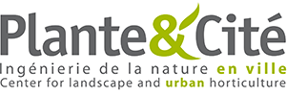 Plante&Cité
Ingénierie de la nature en ville
Center for landscape and urban horticulture